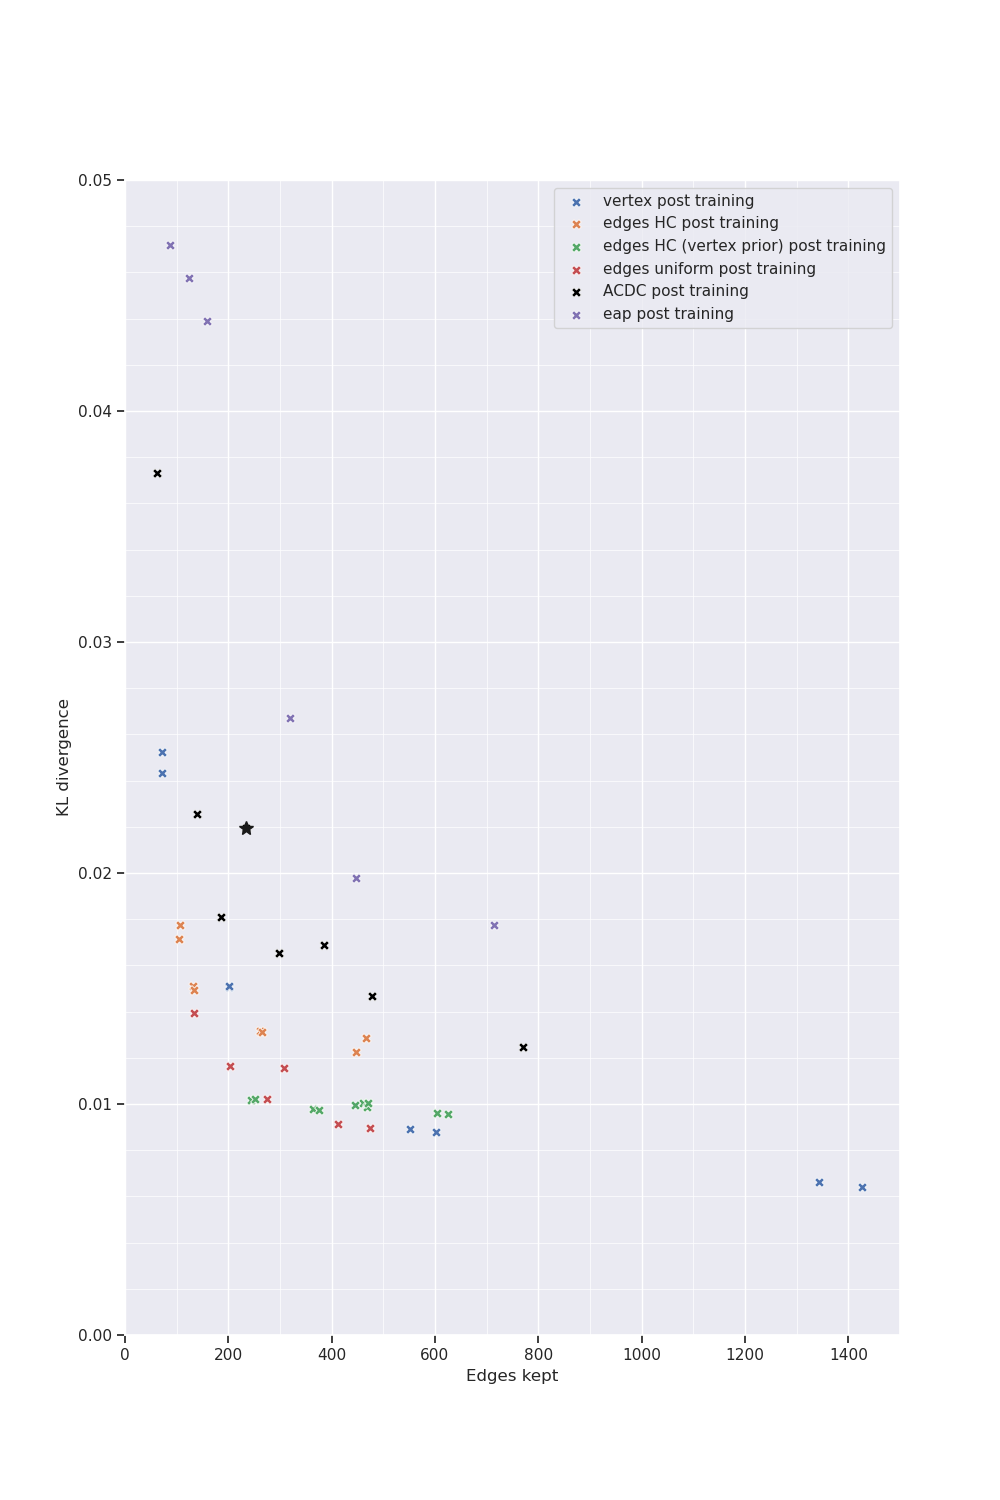 0.05
0.04
0.03
0.02
0.01
0.00
KL divergence
vertex post training
edges HC post training
edges HC (vertex prior) post training
edges uniform post training
ACDC post training
eap post training
0 200 400 600 800 1000 1200 1400
Edges kept